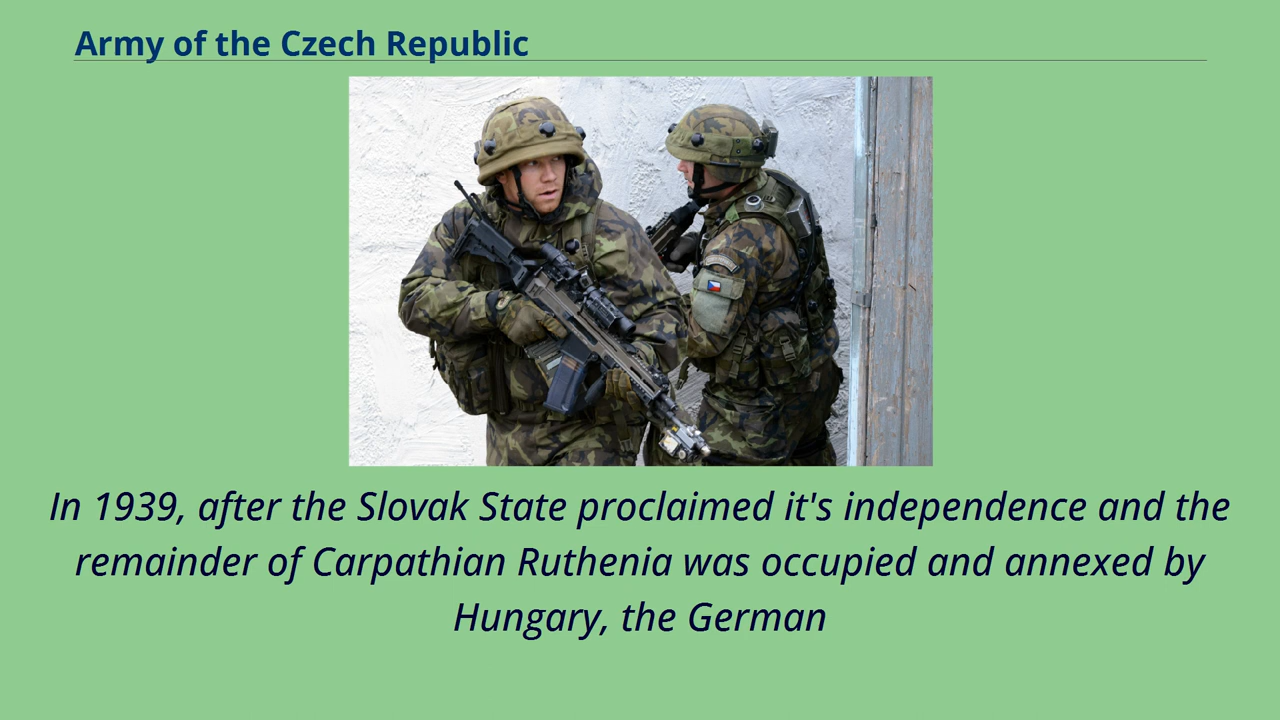 Army of the Czech Republic
In 1939, after the Slovak State proclaimed it's independence and the
remainder of Carpathian Ruthenia was occupied and annexed by
Hungary, the German